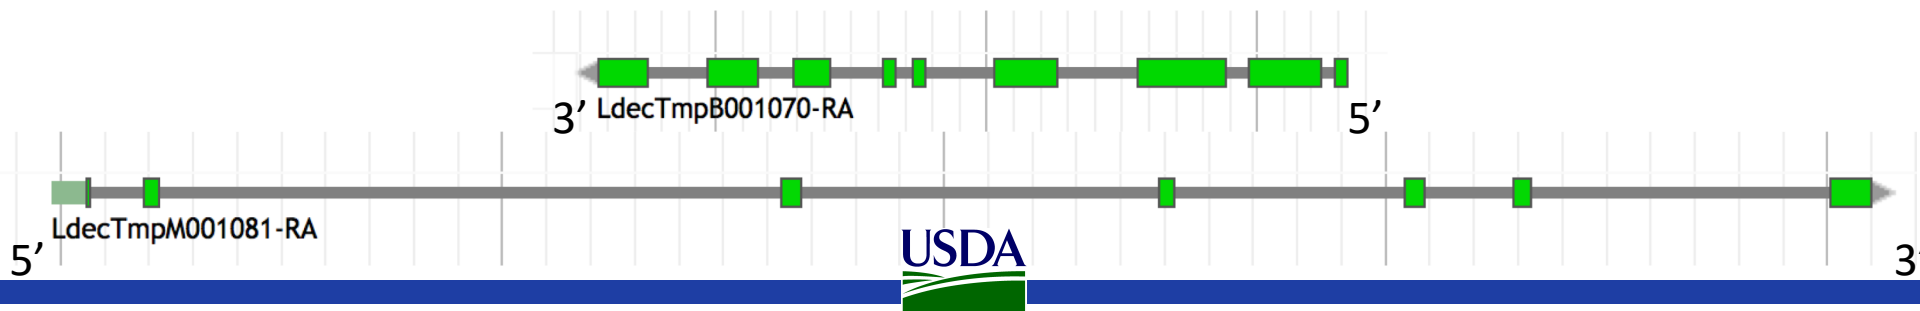 3’ LdecTmpB001070-RA 5’
LdecTmpM001081-RA
5’ 3’
USDA